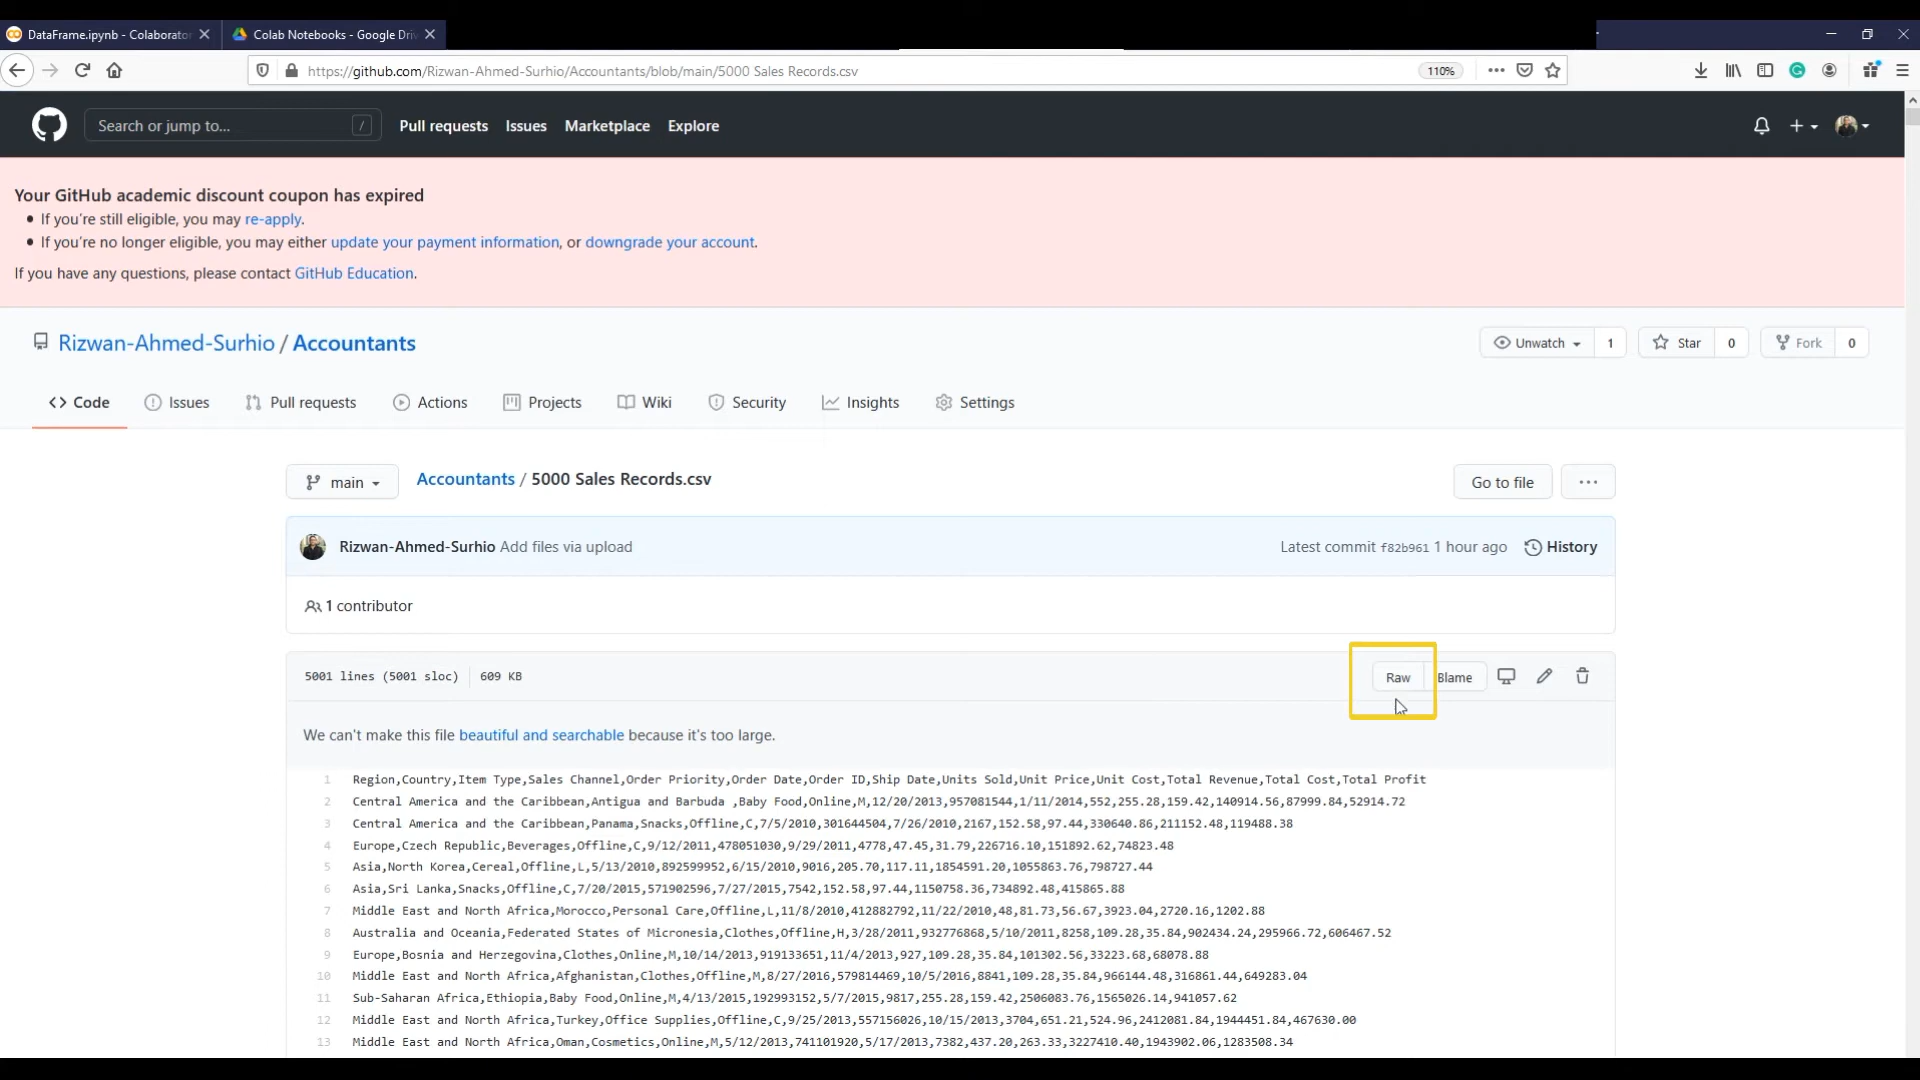 DataFrame.ipynb - Colaborator
Colab Notebooks - Google Dri
https://github.com/Rizwan-Ahmed-Surhio/Accountants/blob/main/5000 Sales Records.csv
110%
Search or jump to... /
Pull requests Issues Marketplace Explore
Your GitHub academic discount coupon has expired
If you're still eligible, you may re-apply.
If you're no longer eligible, you may either update your payment information, or downgrade your account.
If you have any questions, please contact GitHub Education.
Rizwan-Ahmed-Surhio / Accountants
Unwatch 1 Star 0 Fork 0
Code Issues Pull requests Actions Projects Wiki Security Insights Settings
main Accountants / 5000 Sales Records.csv Go to file ...
Rizwan-Ahmed-Surhio Add files via upload Latest commit f82b961 1 hour ago History
1 contributor
5001 lines (5001 sloc) 609 KB Raw Blame
We can't make this file beautiful and searchable because it's too large.
1 Region,Country,Item Type,Sales Channel,Order Priority,Order Date,Order ID,Ship Date,Units Sold,Unit Price,Unit Cost,Total Revenue,Total Cost,Total Profit
2 Central America and the Caribbean,Antigua and Barbuda ,Baby Food,Online,M,12/20/2013,957081544,1/11/2014,552,255.28,159.42,140914.56,87999.84,52914.72
3 Central America and the Caribbean,Panama,Snacks,Offline,C,7/5/2010,301644504,7/26/2010,2167,152.58,97.44,330640.86,211152.48,119488.38
4 Europe,Czech Republic,Beverages,Offline,C,9/12/2011,478051030,9/29/2011,4778,47.45,31.79,226716.10,151892.62,74823.48
5 Asia,North Korea,Cereal,Offline,L,5/13/2010,892599952,6/15/2010,9016,205.70,117.11,1854591.20,1055863.76,798727.44
6 Asia,Sri Lanka,Snacks,Offline,C,7/20/2015,571902596,7/27/2015,7542,152.58,97.44,1150758.36,734892.48,415865.88
7 Middle East and North Africa,Morocco,Personal Care,Offline,L,11/8/2010,412882792,11/22/2010,48,81.73,56.67,3923.04,2720.16,1202.88
8 Australia and Oceania,Federated States of Micronesia,Clothes,Offline,H,3/28/2011,932776868,5/10/2011,8258,109.28,35.84,902434.24,295966.72,606467.52
9 Europe,Bosnia and Herzegovina,Clothes,Online,M,10/14/2013,919133651,11/4/2013,927,109.28,35.84,101302.56,33223.68,68078.88
10 Middle East and North Africa,Afghanistan,Clothes,Offline,M,8/27/2016,579814469,10/5/2016,8841,109.28,35.84,966144.48,316861.44,649283.04
11 Sub-Saharan Africa,Ethiopia,Baby Food,Online,M,4/13/2015,192993152,5/7/2015,9817,255.28,159.42,2506083.76,1565026.14,941057.62
12 Middle East and North Africa,Turkey,Office Supplies,Offline,C,9/25/2013,557156026,10/15/2013,3704,651.21,524.96,2412081.84,1944451.84,467630.00
13 Middle East and North Africa,Oman,Cosmetics,Online,M,5/12/2013,741101920,5/17/2013,7382,437.20,263.33,3227410.40,1943902.06,1283508.34